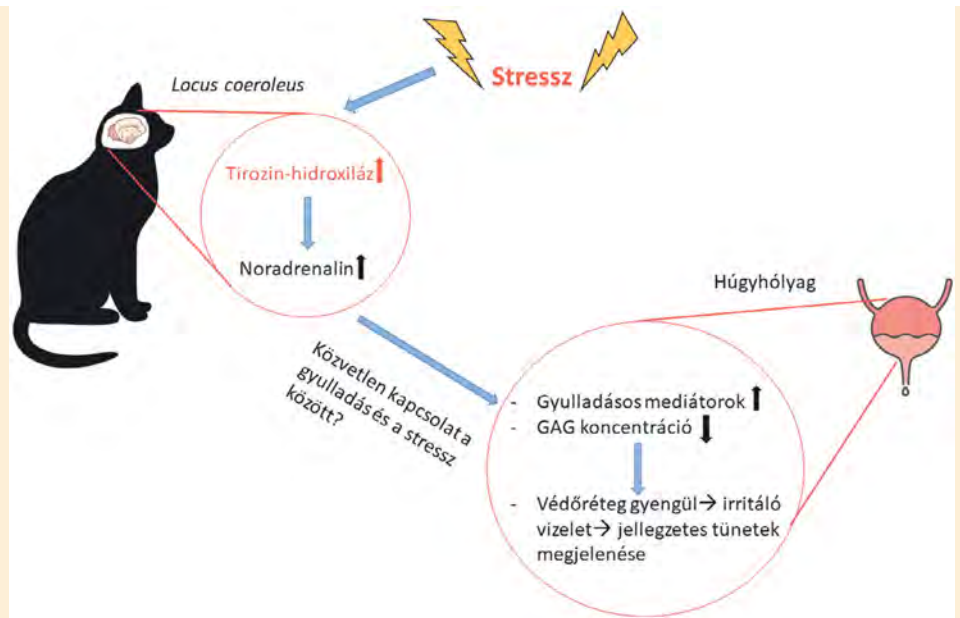 Stressz
Locus coeroleus
Tirozin-hidroxiláz
Noradrenalin
Közvetlen kapcsolat a
gyulladás és a stressz
között?
Húgyhólyag
- Gyulladásos mediátorok
- GAG koncentráció
- Védőréteg gyengül→ irritáló
vizelet→ jellegzetes tünetek
megjelenése